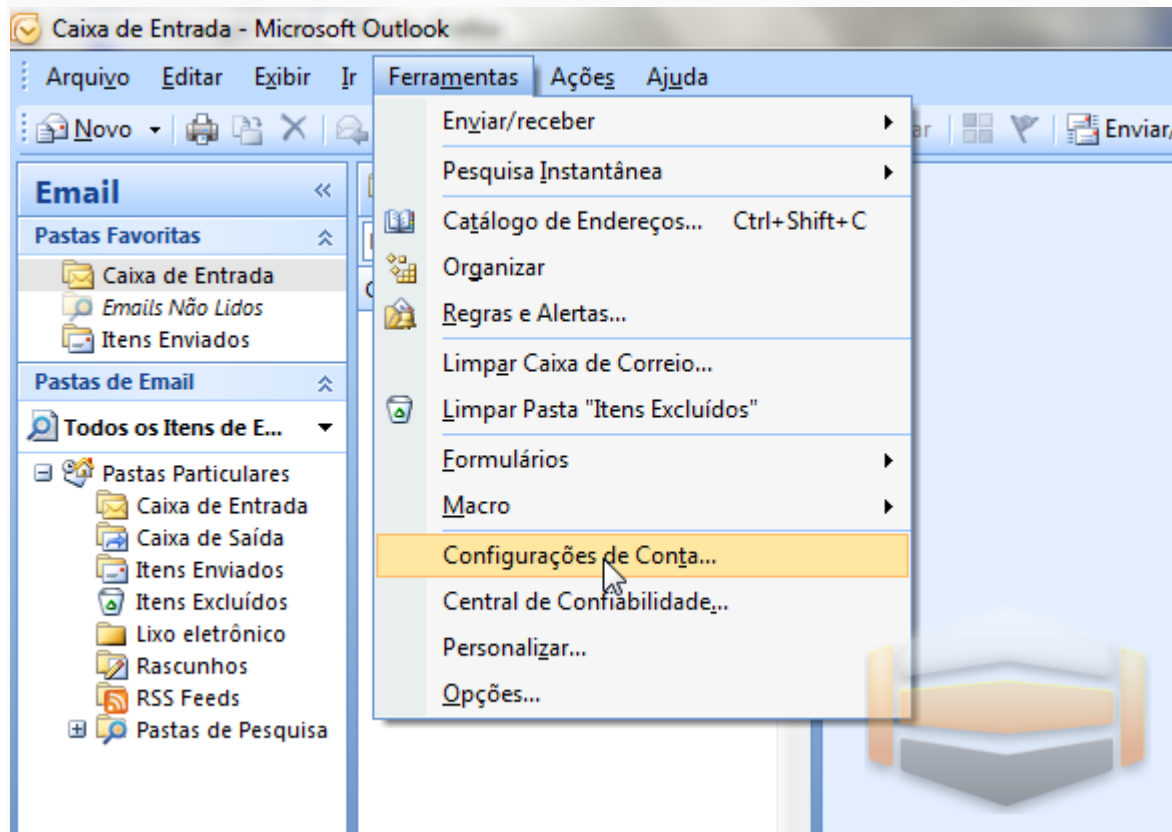 Caixa de Entrada - Microsoft Outlook
Arquivo Editar Exibir Ir Ferramentas Ações Ajuda
Novo
Enviar/
Email
Pastas Favoritas
Caixa de Entrada
Emails Não Lidos
Itens Enviados
Pastas de Email
Todos os Itens de E...
Pastas Particulares
Caixa de Entrada
Caixa de Saída
Itens Enviados
Itens Excluídos
Lixo eletrônico
Rascunhos
RSS Feeds
Pastas de Pesquisa
Enviar/receber
Pesquisa Instantânea
Catálogo de Endereços... Ctrl+Shift+C
Organizar
Regras e Alertas...
Limpar Caixa de Correio...
Limpar Pasta "Itens Excluídos"
Formulários
Macro
Configurações de Conta...
Central de Confiabilidade...
Personalizar...
Opções...